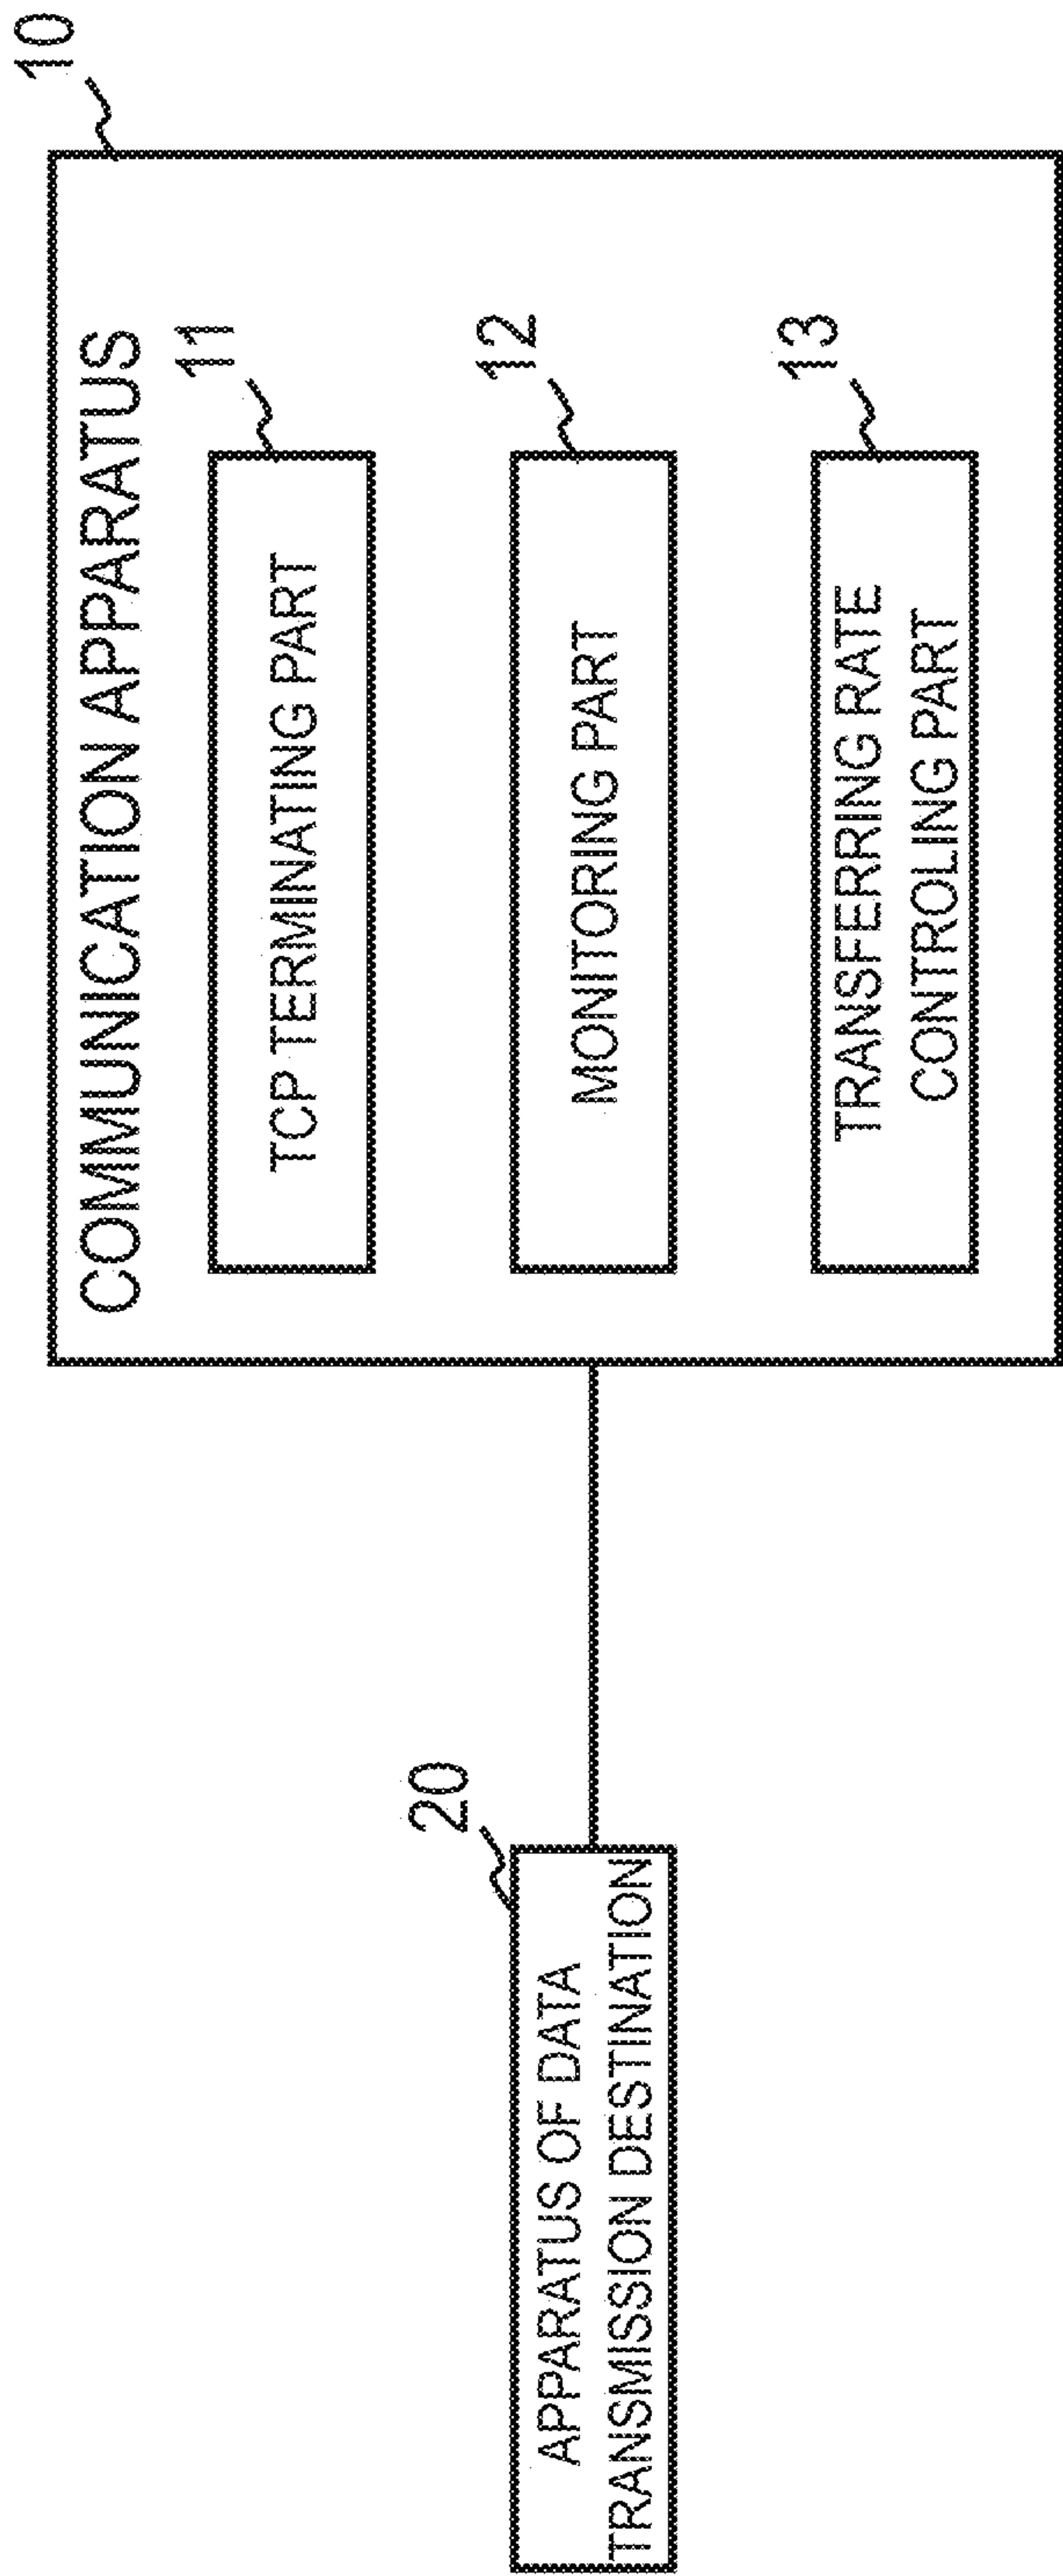 10
COMMUNICATION APPARATUS
11
TCP TERMINATING PART
12
MONITORING PART
13
TRANSFERRING RATE
CONTROLING PART
20
APPARATUS OF DATA
TRANSMISSION DESTINATION